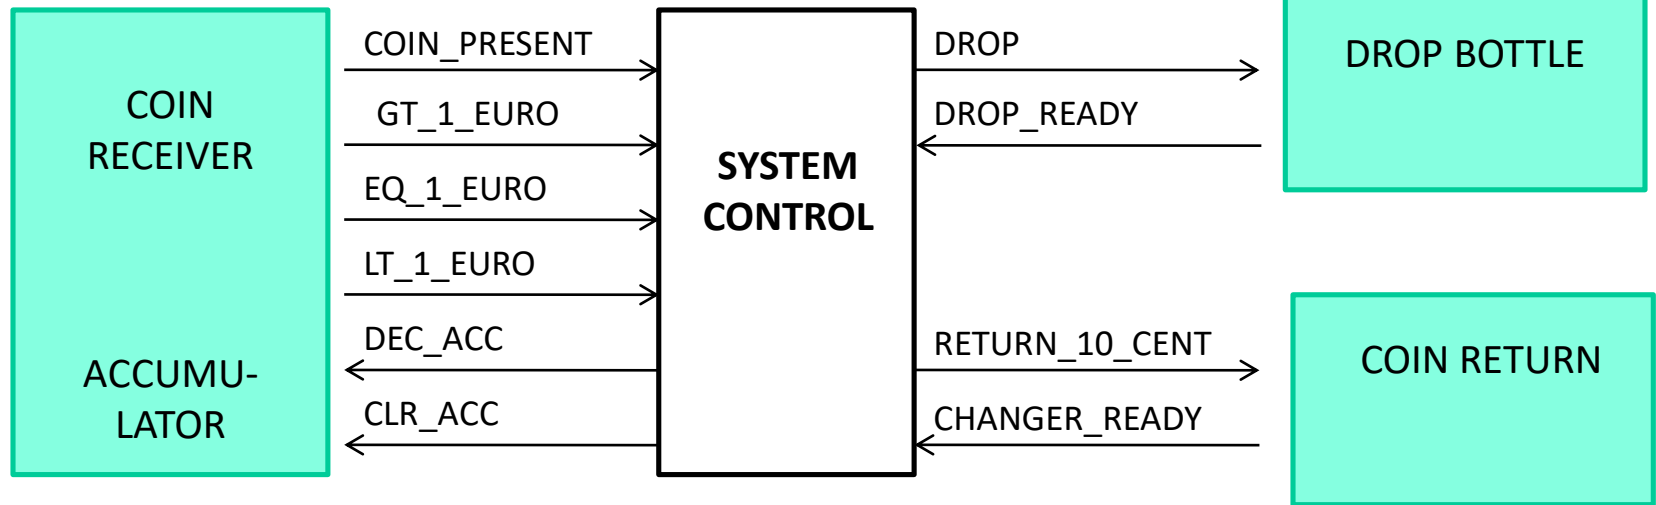 COIN
RECEIVER
ACCUMU-
LATOR
COIN_PRESENT
GT_1_EURO
EQ_1_EURO
LT_1_EURO
DEC_ACC
CLR_ACC
SYSTEM
CONTROL
DROP
DROP_READY
RETURN_10_CENT
CHANGER_READY
DROP BOTTLE
COIN RETURN